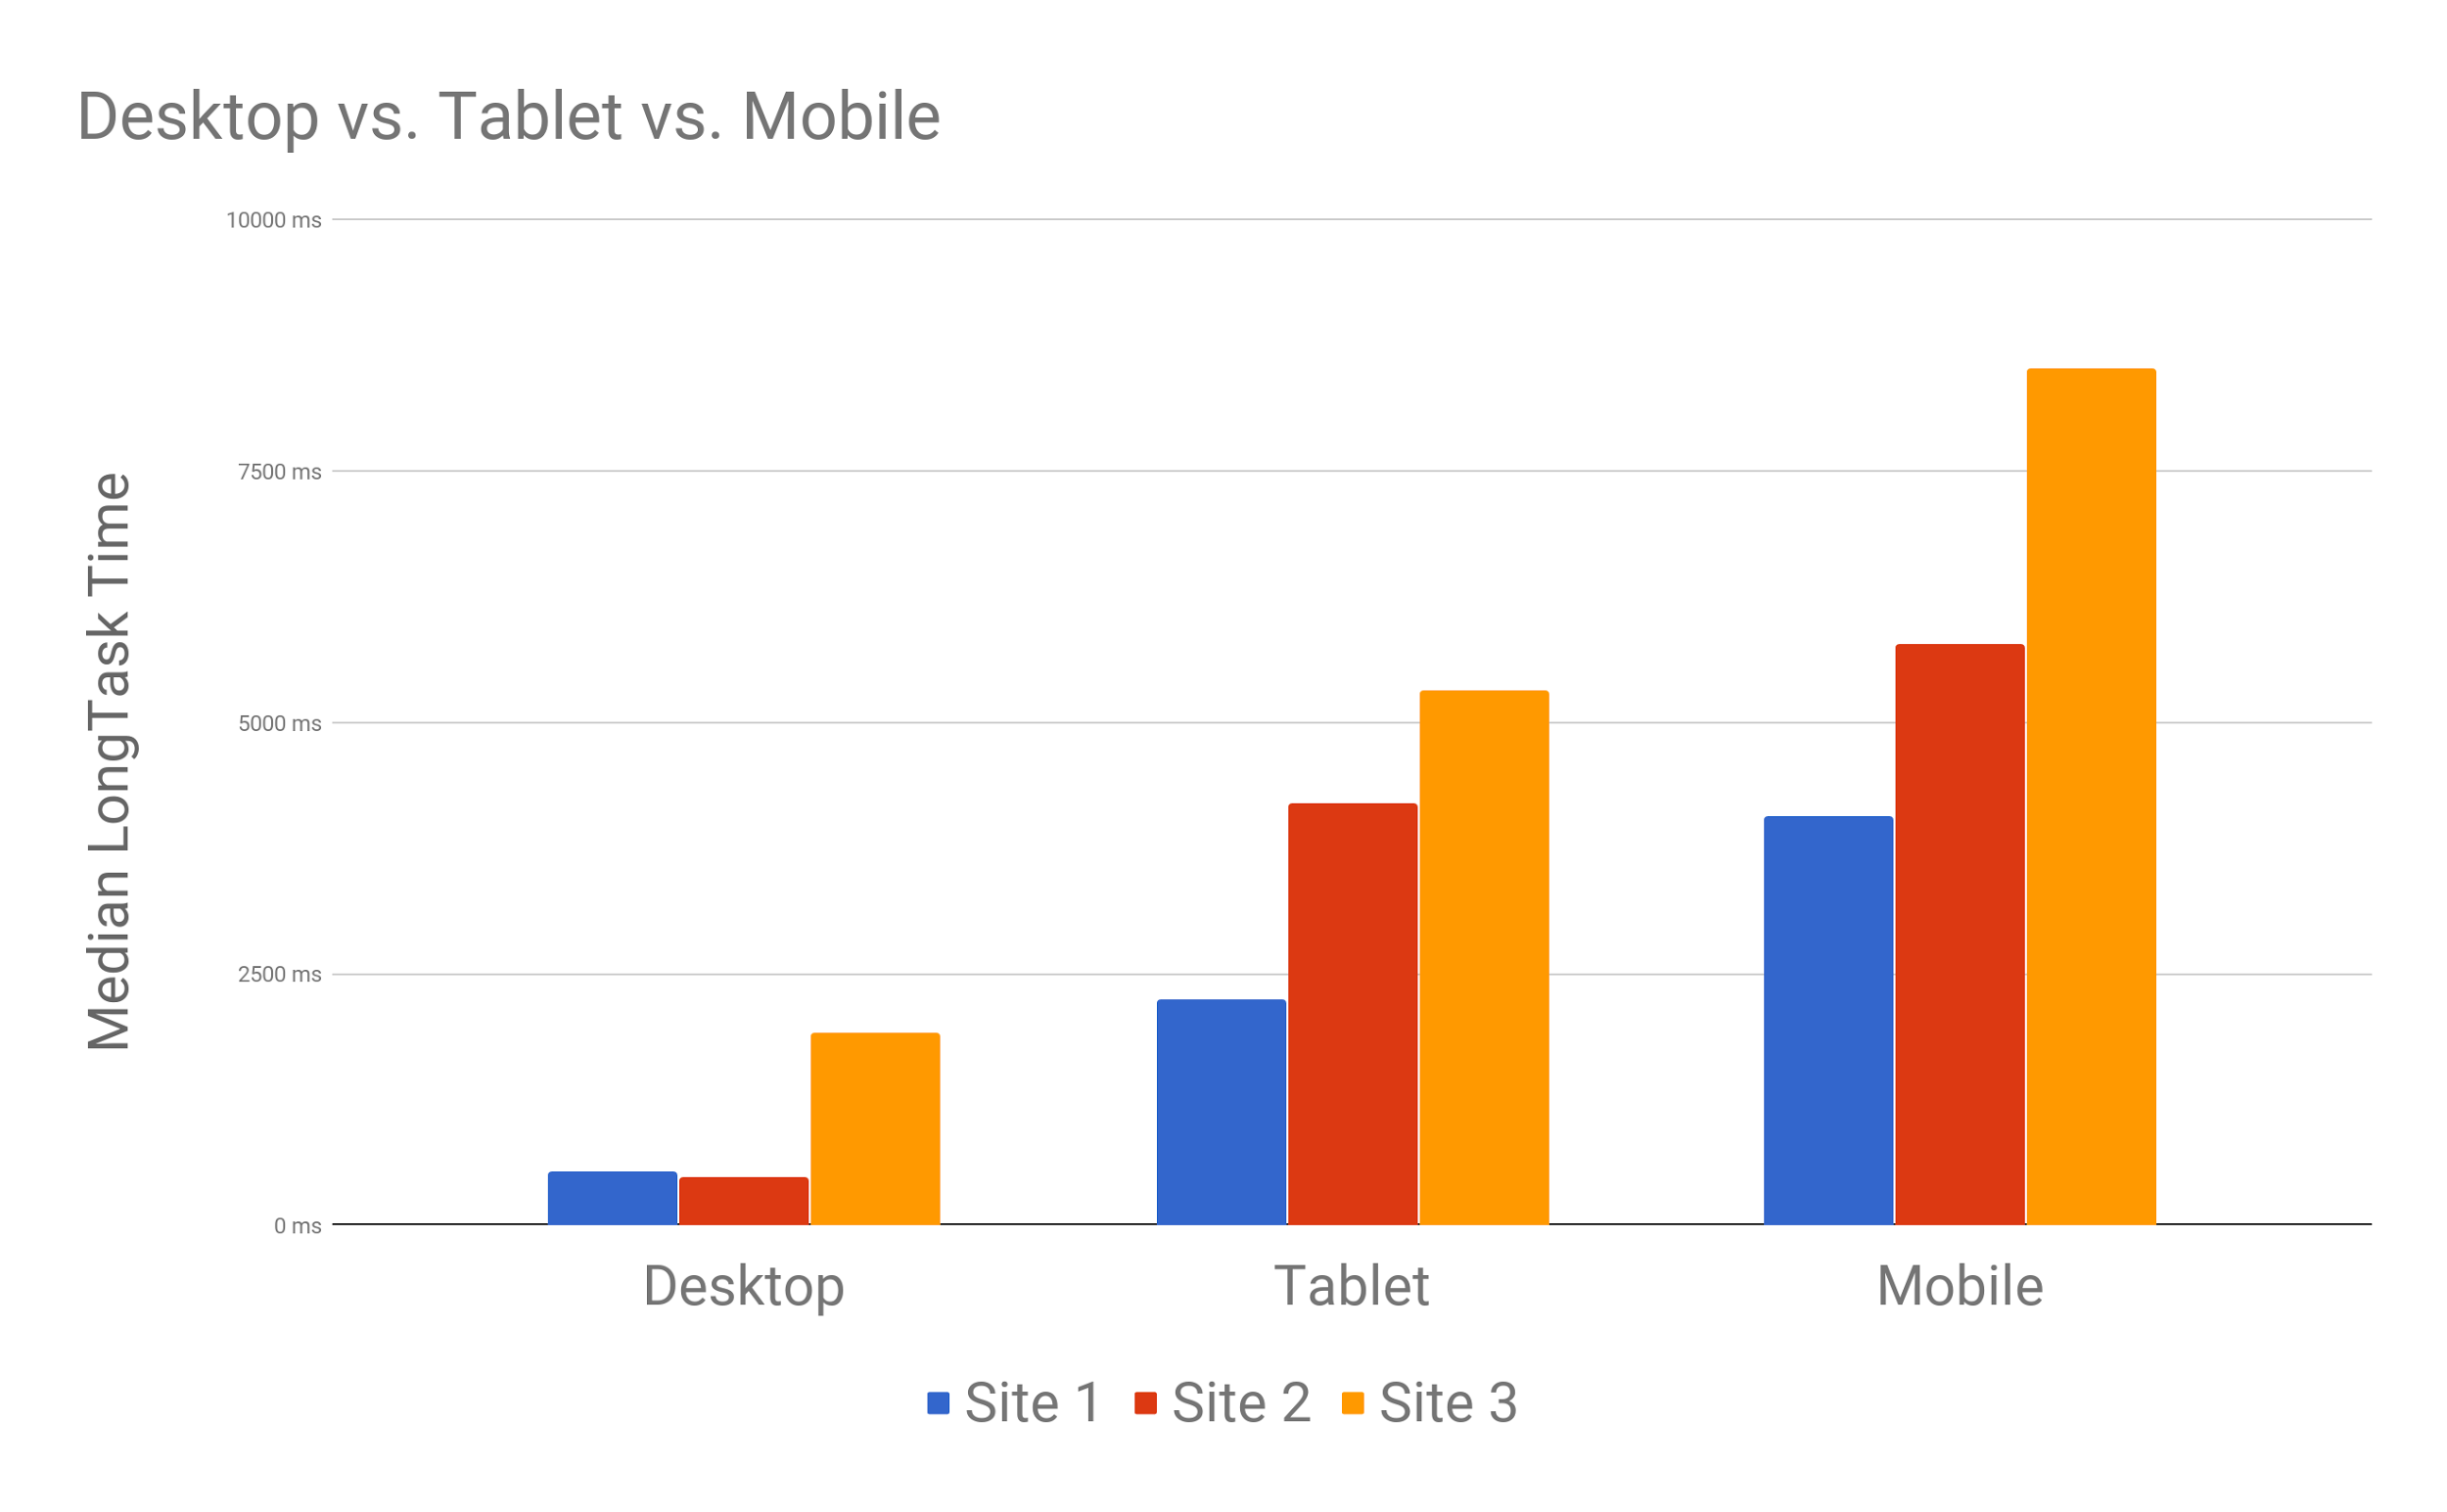 Desktop vs. Tablet vs. Mobile
Median LongTask Time
10000 ms
7500 ms
5000 ms
2500 ms
0 ms
Desktop
Tablet
Mobile
Site 1
Site 2
Site 3